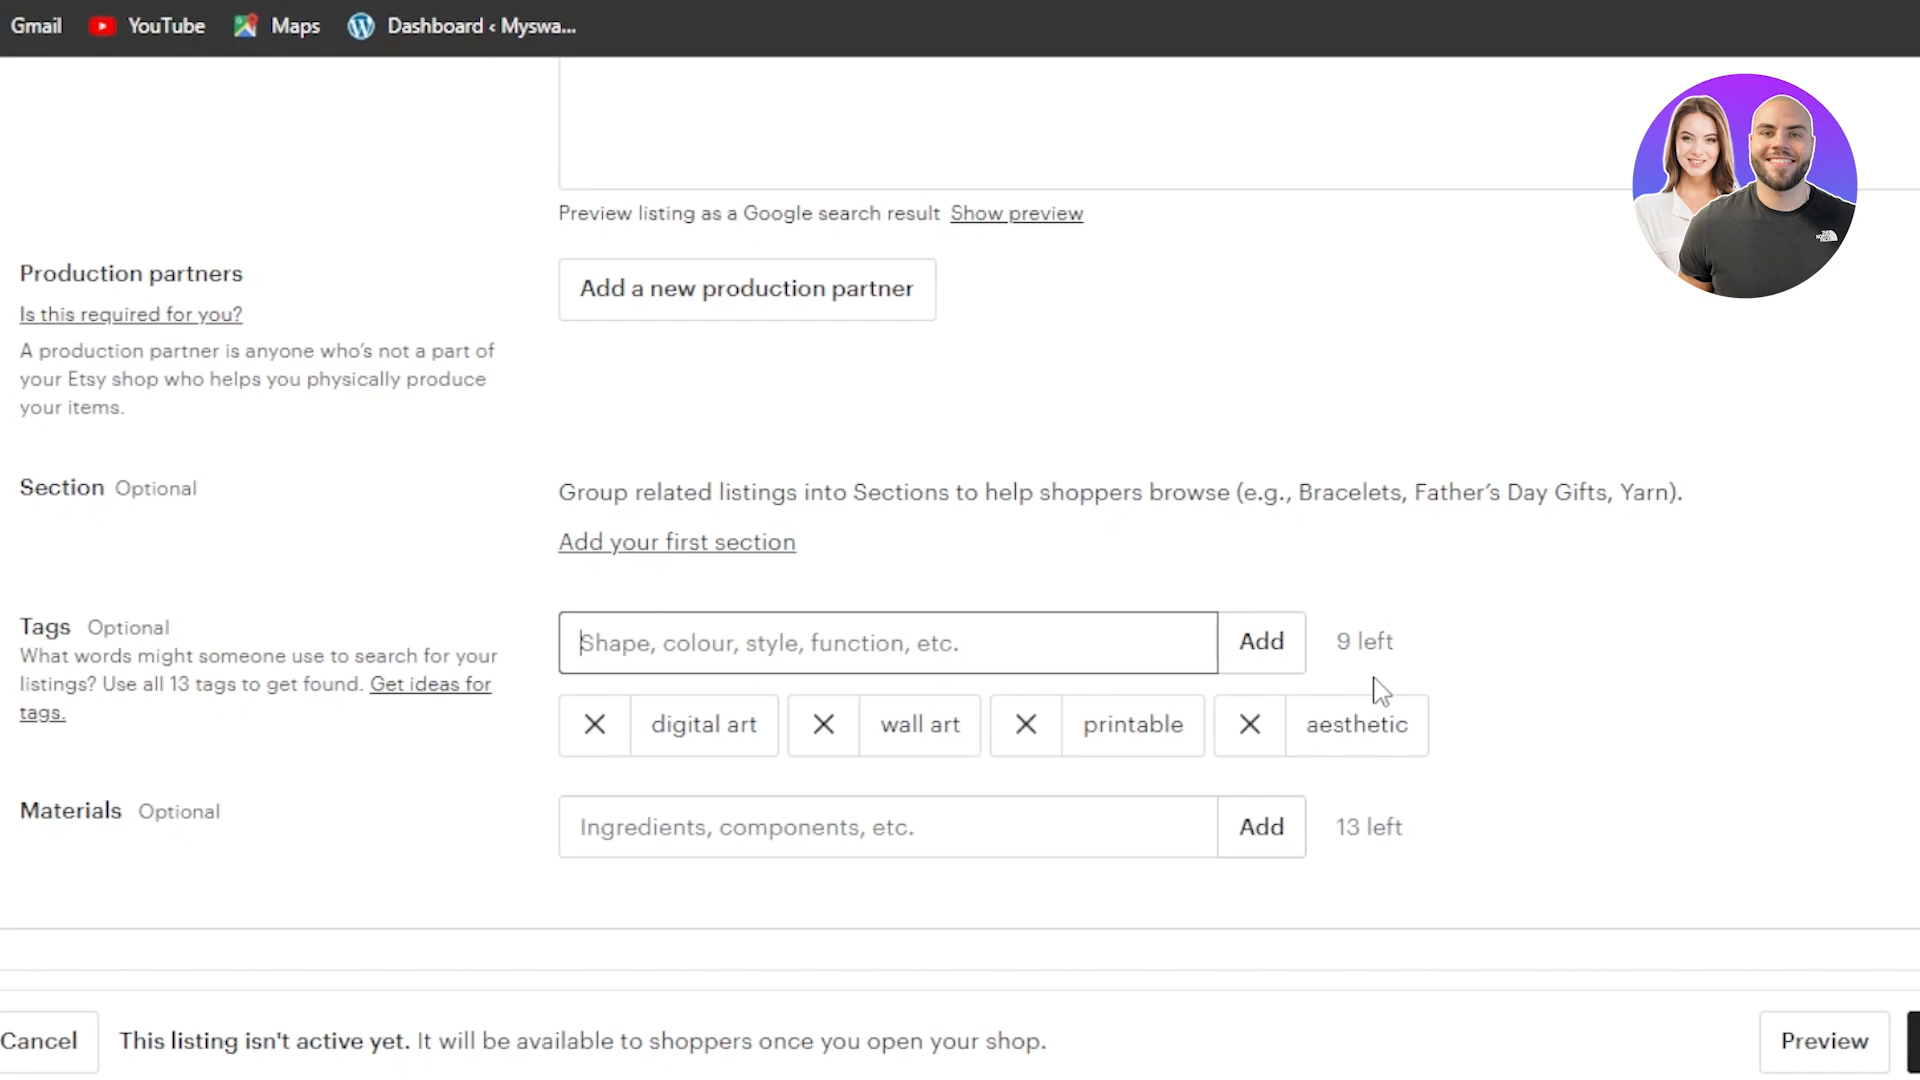 Gmail YouTube Maps Dashboard ‹ Myswa...
Preview listing as a Google search result Show preview
Production partners
Add a new production partner
Is this required for you?
A production partner is anyone who's not a part of
your Etsy shop who helps you physically produce
your items.
Section Optional
Group related listings into Sections to help shoppers browse (e.g., Bracelets, Father's Day Gifts, Yarn).
Add your first section
Tags Optional
What words might someone use to search for your
listings? Use all 13 tags to get found. Get ideas for
tags.
Shape, colour, style, function, etc. Add 9 left
digital art wall art printable aesthetic
Materials Optional
Ingredients, components, etc. Add 13 left
Cancel This listing isn't active yet. It will be available to shoppers once you open your shop. Preview